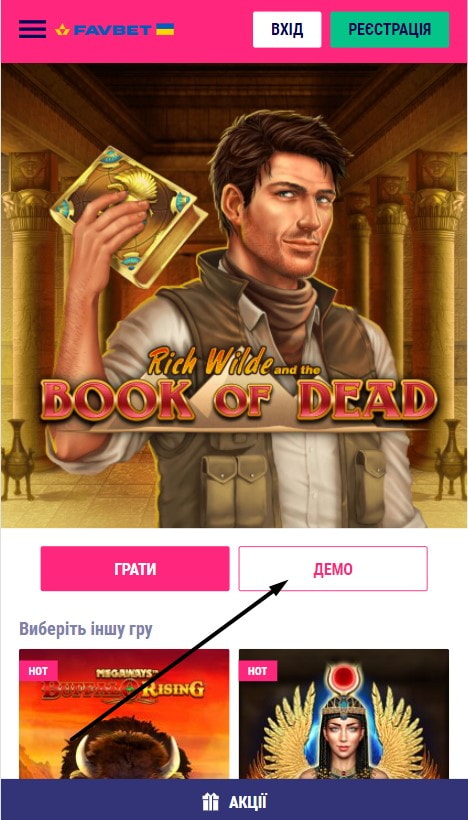 FAVBET
ВХІД
РЕЄСТРАЦІЯ
Rich Wilde and the
BOOK OF DEAD
ГРАТИ
ДЕМО
Виберіть іншу гру
HOT
MEGAWAYS™
BUFFALO RISING
HOT
АКЦІЇ